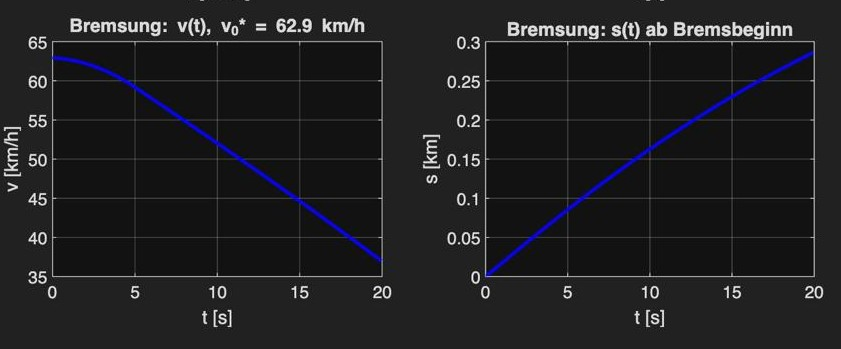 Bremsung: v(t), v₀* = 62.9 km/h
65
60
55
50
45
40
35
v [km/h]
0 5 10 15 20
t [s]
Bremsung: s(t) ab Bremsbeginn
0.3
0.25
0.2
0.15
0.1
0.05
0
s [km]
0 5 10 15 20
t [s]